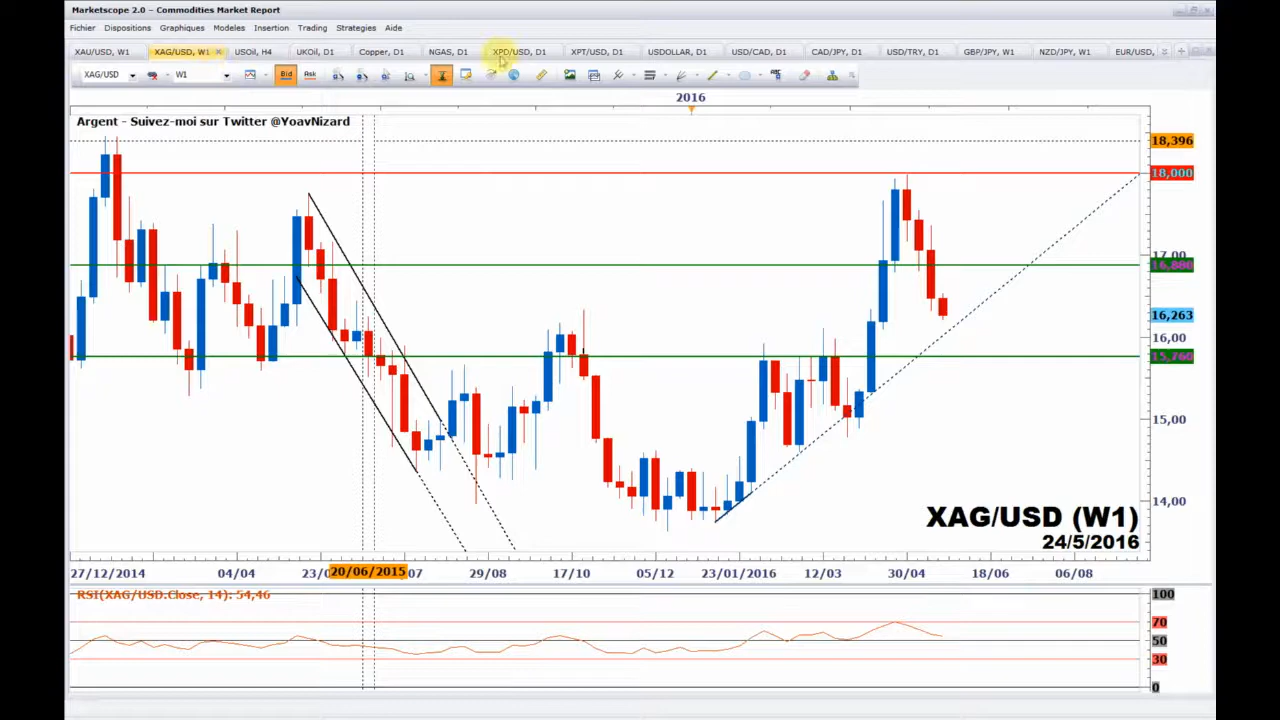 Marketscope 2.0 – Commodities Market Report
Fichier Dispositions Graphiques Modeles Insertion Trading Strategies Aide
XAU/USD, W1 XAG/USD, W1 USOil, H4 UKOil, D1 Copper, D1 NGAS, D1 XPD/USD, D1 XPT/USD, D1 USDOLLAR, D1 USD/CAD, D1 CAD/JPY, D1 USD/TRY, D1 GBP/JPY, W1 NZD/JPY, W1 EUR/USD,
XAG/USD W1 Bid Ask
2016
Argent - Suivez-moi sur Twitter @YoavNizard
18,396
18,000
17,00
16,880
16,263
16,00
15,760
15,00
14,00
XAG/USD (W1)
24/5/2016
27/12/2014 04/04 20/06/2015 29/08 17/10 05/12 23/01/2016 12/03 30/04 18/06 06/08
RSI(XAG/USD.Close, 14): 54,46
100
70
50
30
0